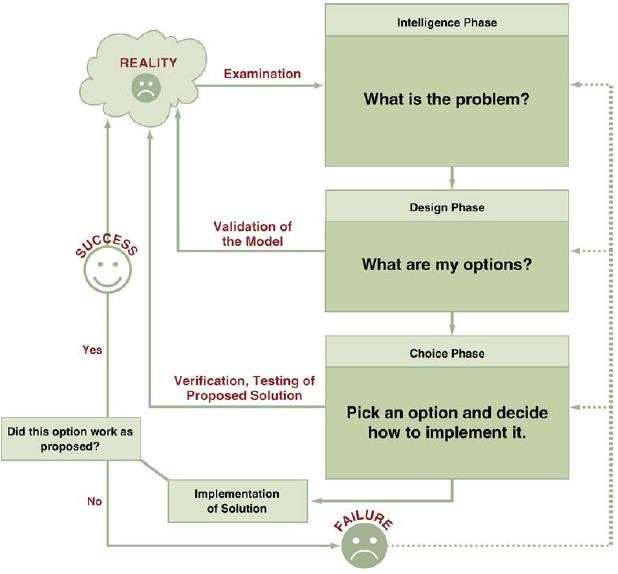 Intelligence Phase
REALITY
Examination
What is the problem?
Design Phase
Validation of
the Model
What are my options?
SUCCESS
Choice Phase
Yes
Verification, Testing of
Proposed Solution
Pick an option and decide
how to implement it.
Did this option work as
proposed?
Implementation
of Solution
No
FAILURE